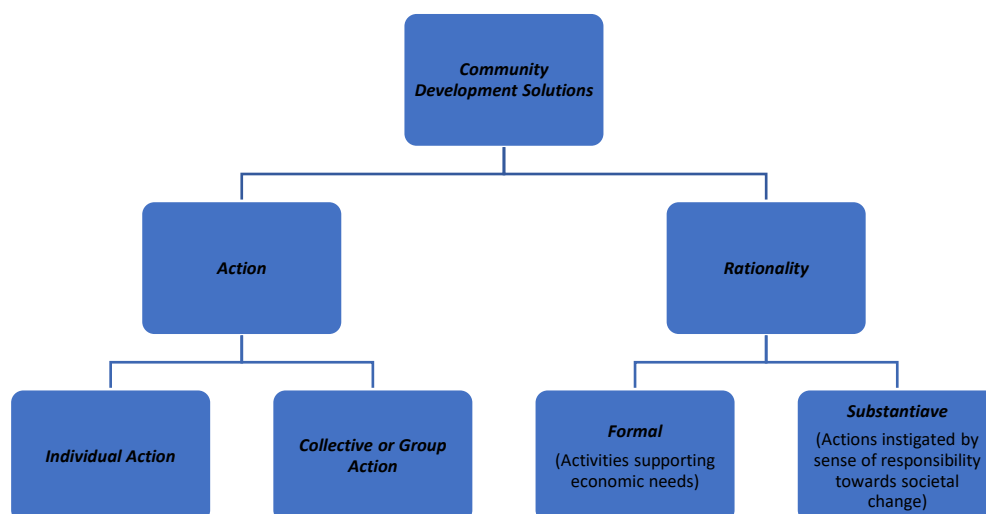 Community
Development Solutions
Action
Rationality
Individual Action
Collective or Group
Action
Formal
(Activities supporting
economic needs)
Substantiave
(Actions instigated by
sense of responsibility
towards societal
change)